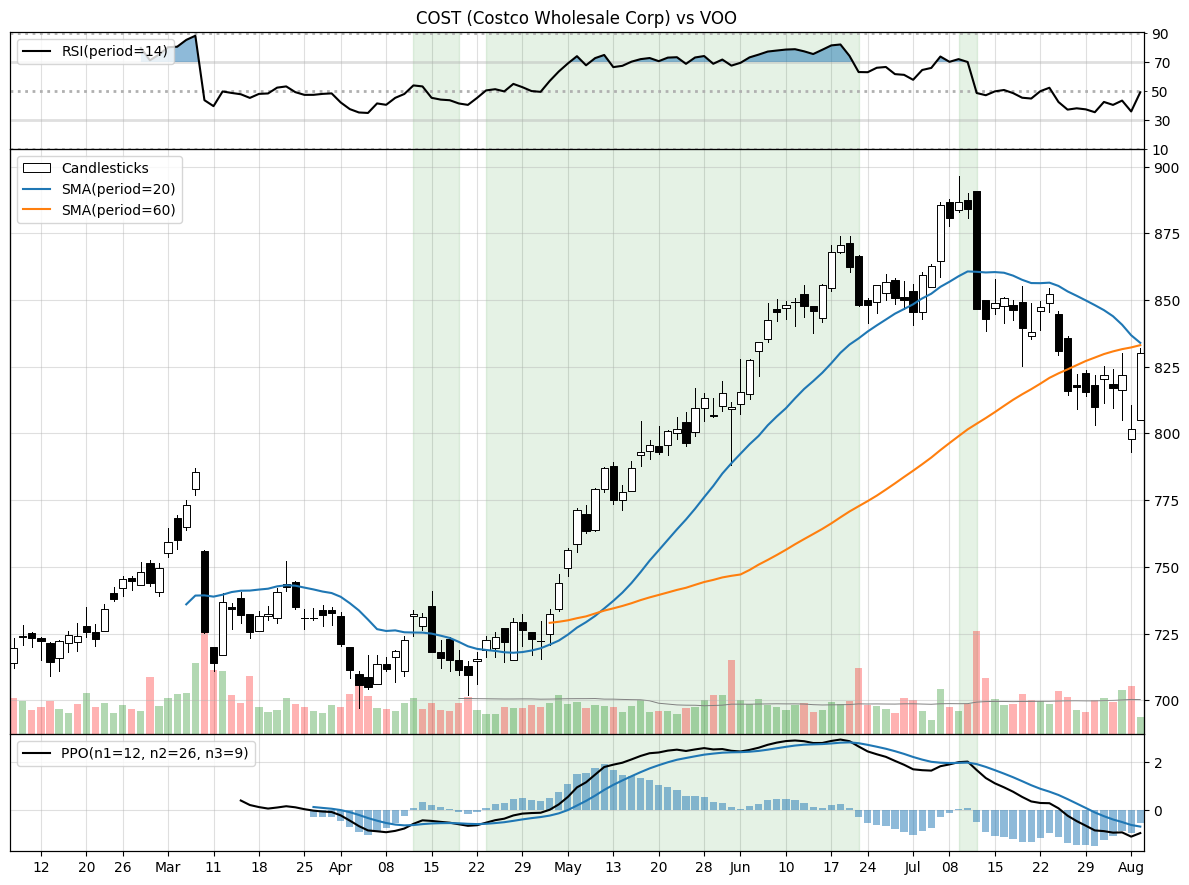 COST (Costco Wholesale Corp) vs VOO
RSI(period=14)
90
70
50
30
10
Candlesticks
SMA(period=20)
SMA(period=60)
900
875
850
825
800
775
750
725
700
PPO(n1=12, n2=26, n3=9)
2
0
12 20 26 Mar 11 18 25 Apr 08 15 22 29 May 13 20 28 Jun 10 17 24 Jul 08 15 22 29 Aug